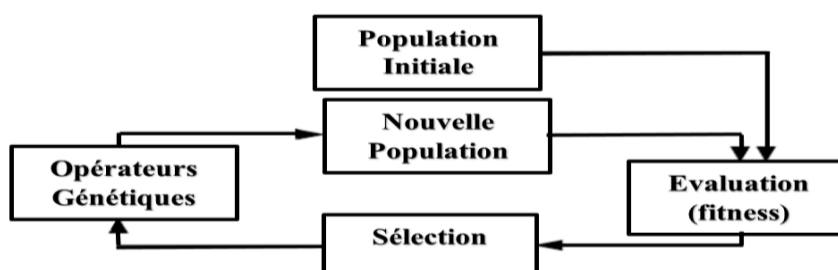 Population
Initiale
Nouvelle
Population
Opérateurs
Génétiques
Evaluation
(fitness)
Sélection